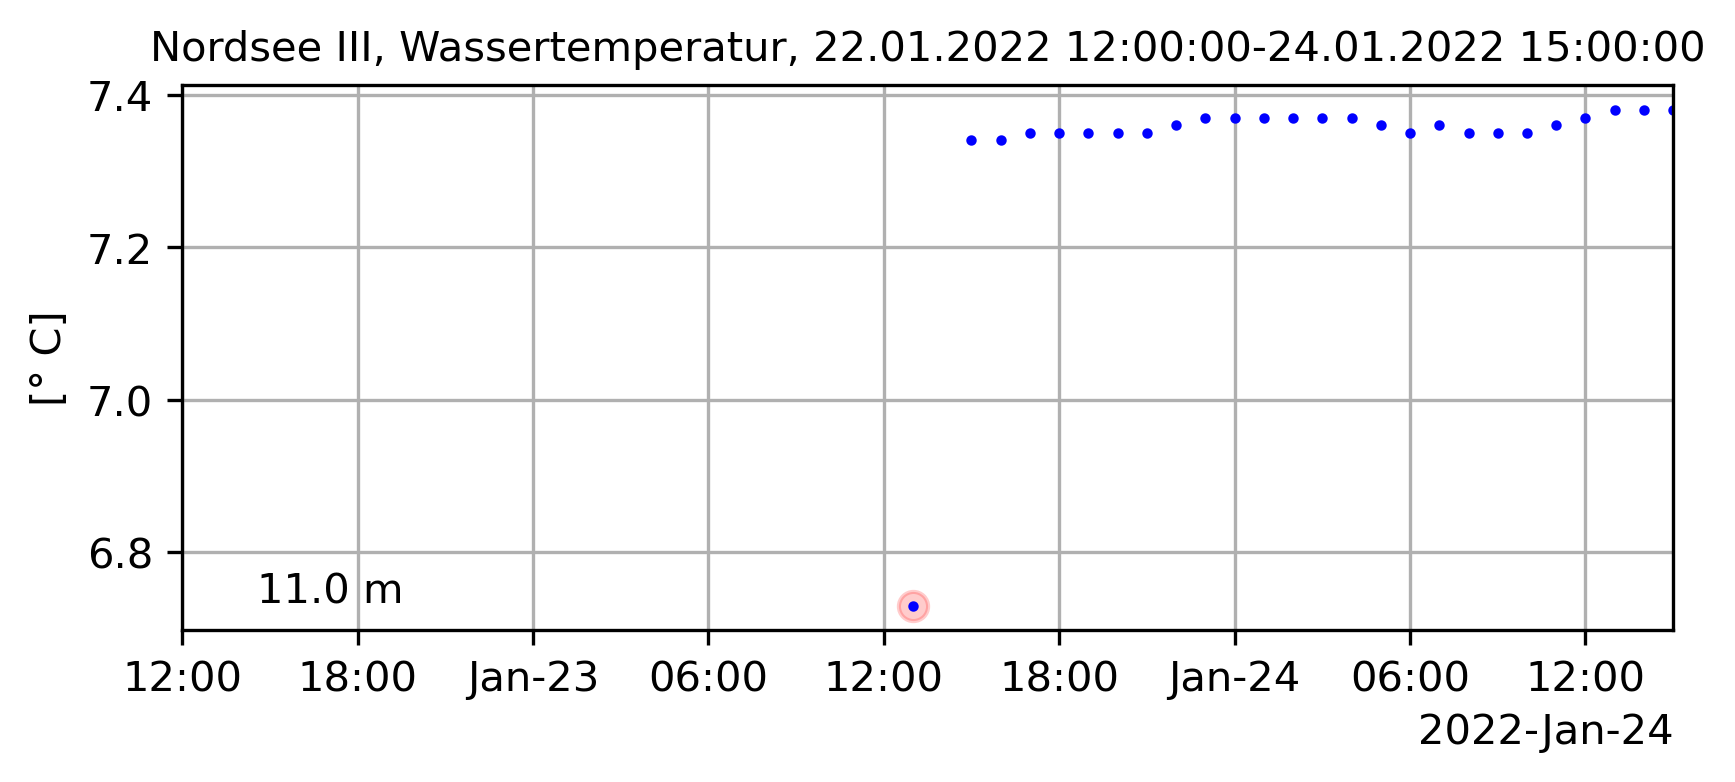 Nordsee III, Wassertemperatur, 22.01.2022 12:00:00-24.01.2022 15:00:00
7.4
7.2
7.0
6.8
[° C]
11.0 m
12:00 18:00 Jan-23 06:00 12:00 18:00 Jan-24 06:00 12:00
2022-Jan-24